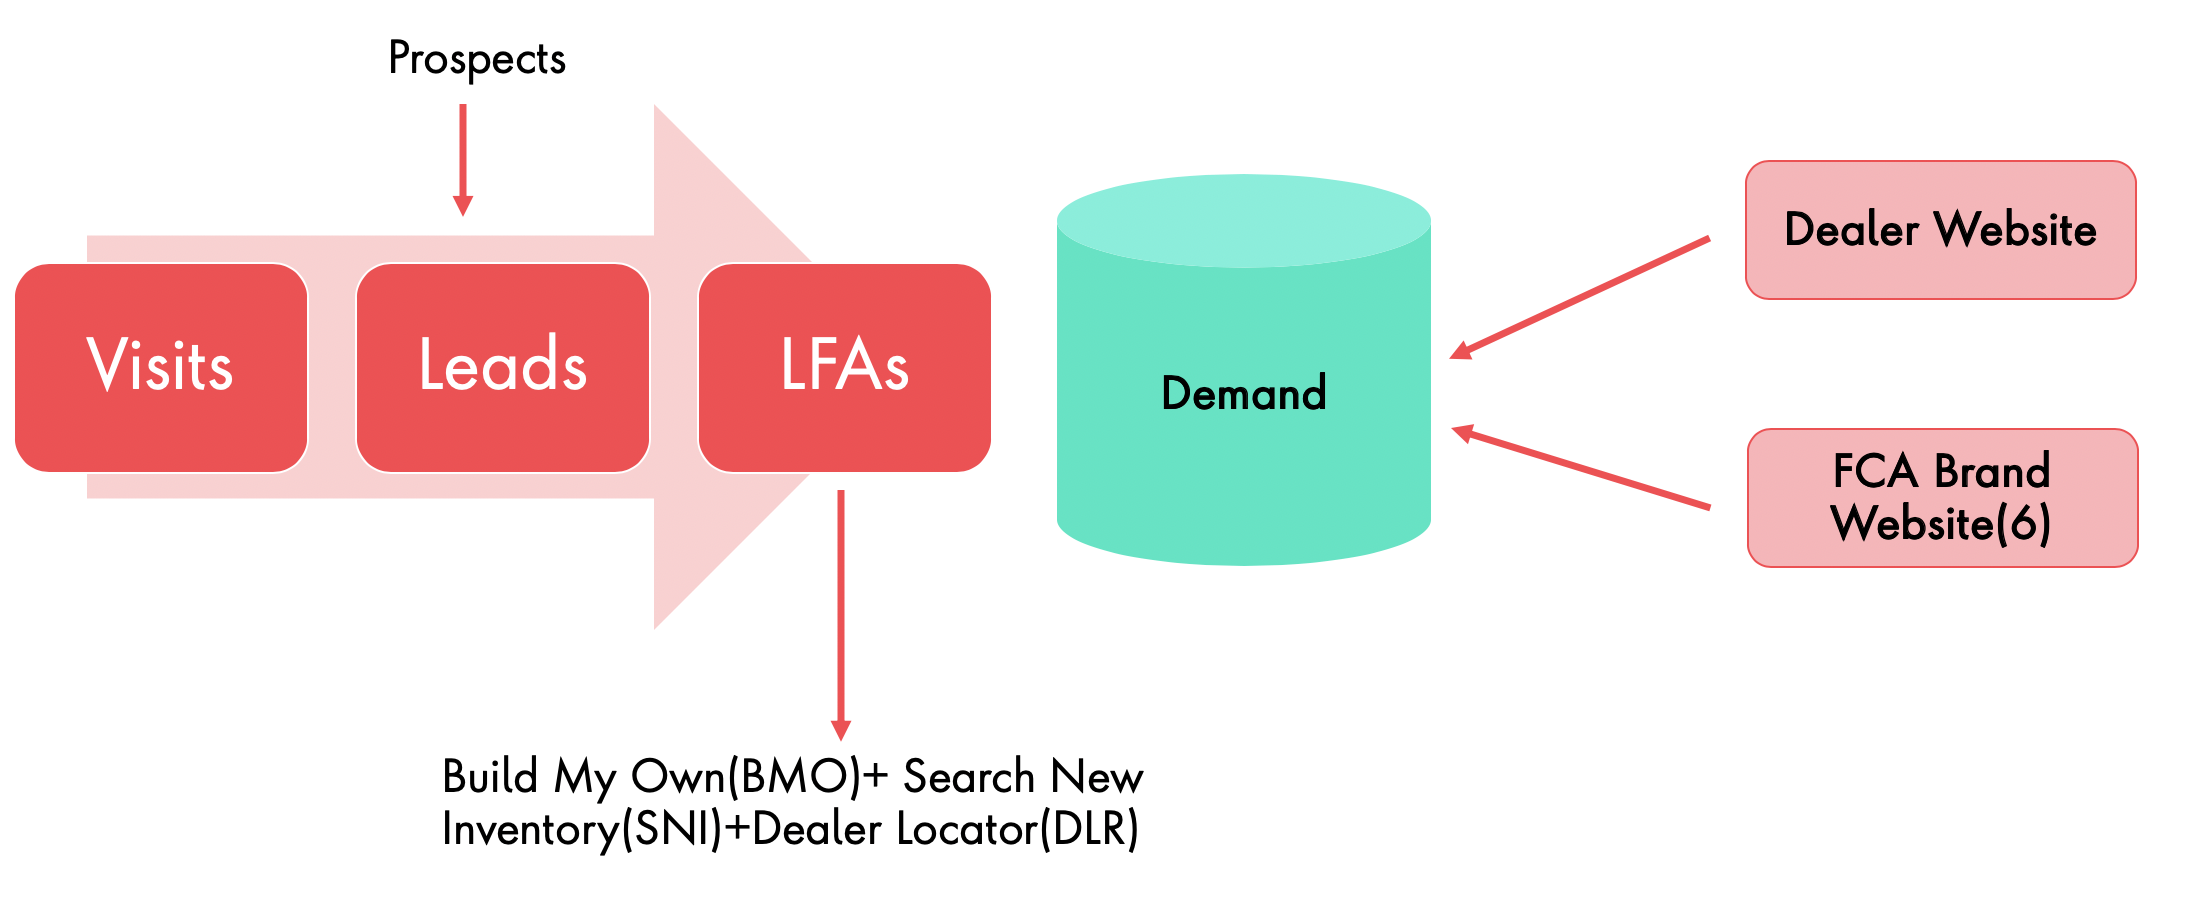 Prospects
Visits
Leads
LFAs
Demand
Dealer Website
FCA Brand
Website(6)
Build My Own(BMO)+ Search New
Inventory(SNI)+Dealer Locator(DLR)